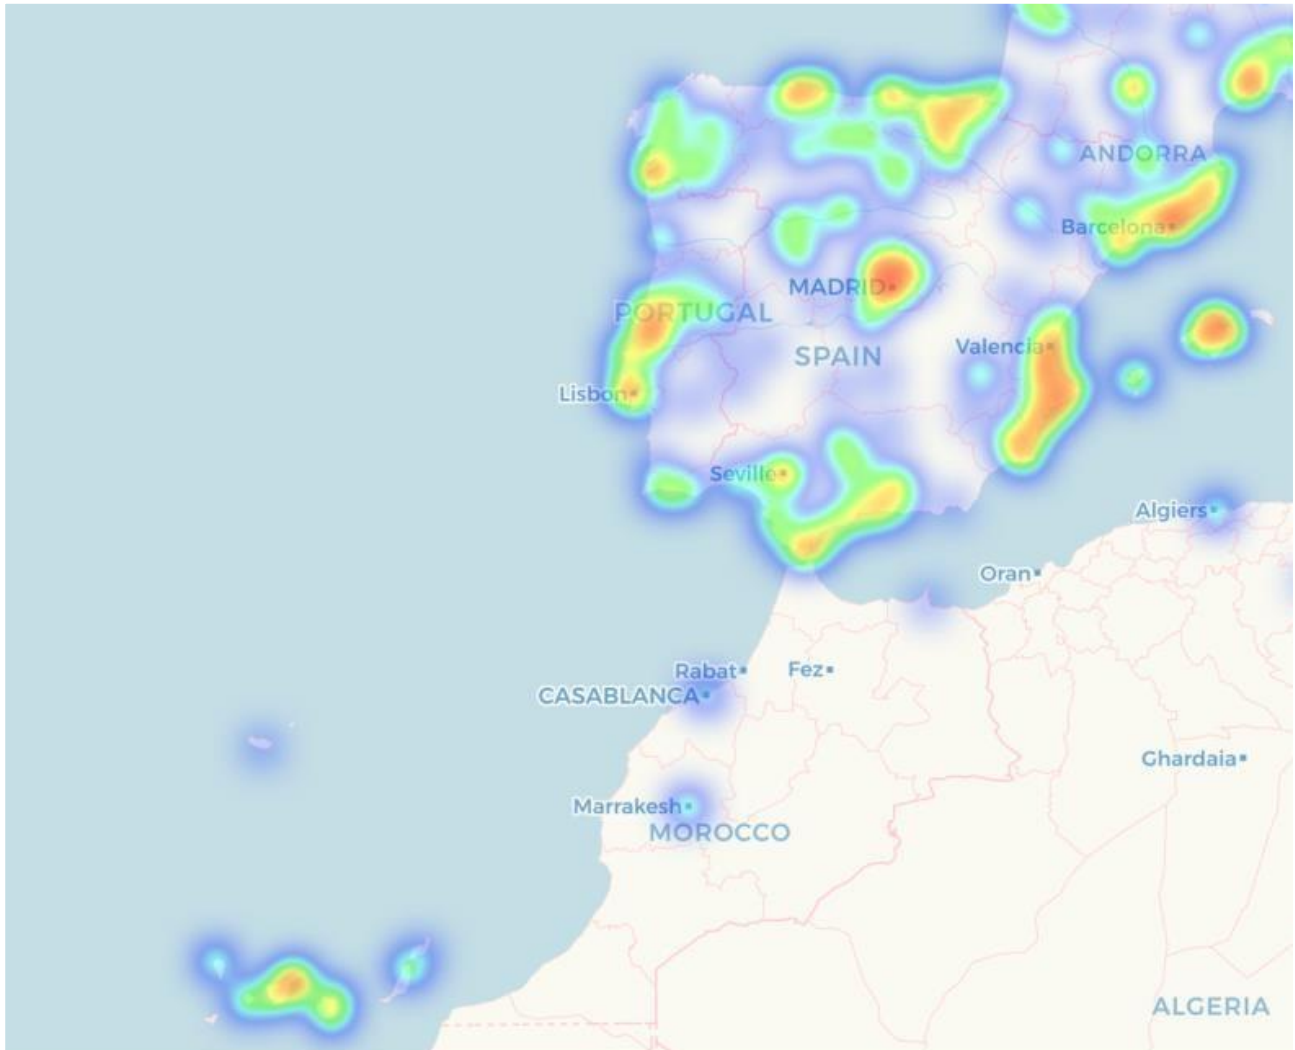 ANDORRA
Barcelona
MADRID
PORTUGAL
Valencia
SPAIN
Lisbon
Seville
Algiers
Oran
Rabat
Fez
CASABLANCA
Ghardaia
Marrakesh
MOROCCO
ALGERIA